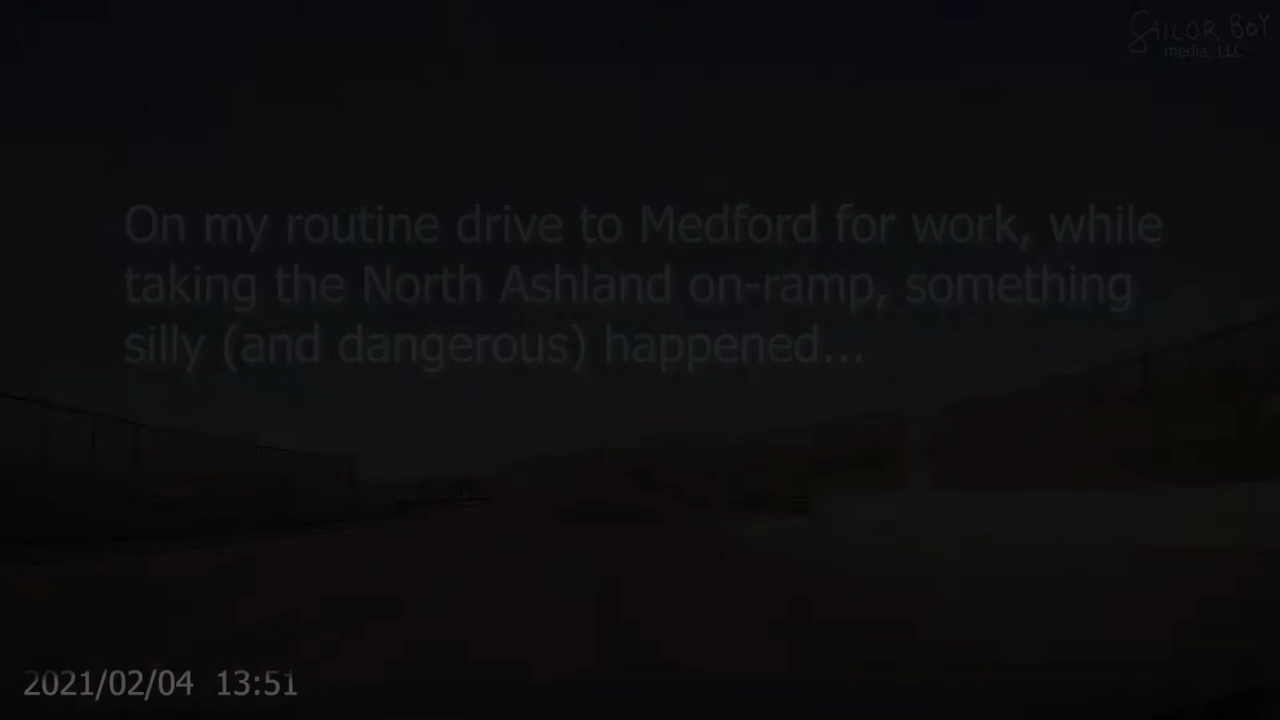 SAILOR BOY
media, LLC
On my routine drive to Medford for work, while
taking the North Ashland on-ramp, something
silly (and dangerous) happened...
2021/02/04 13:51